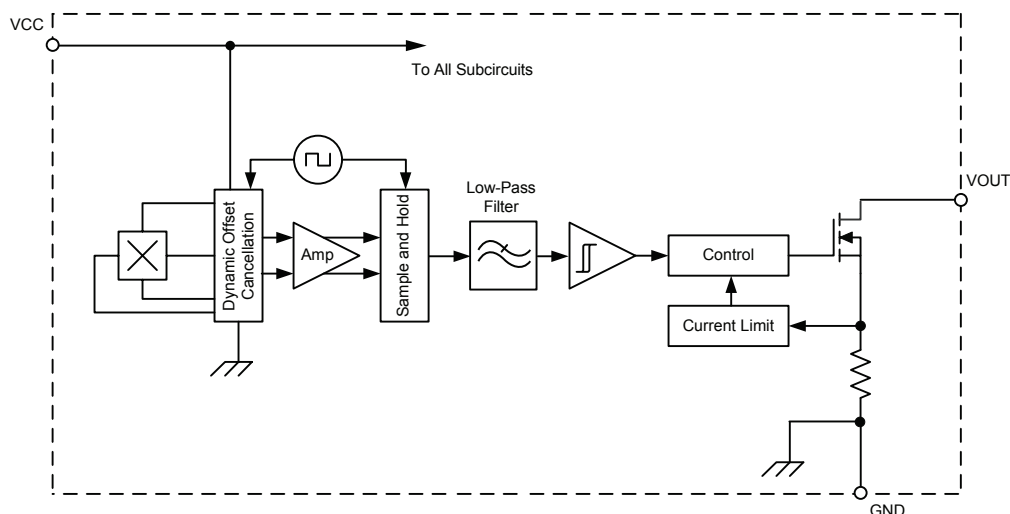 VCC
To All Subcircuits
Dynamic Offset
Cancellation
Amp
Sample and Hold
Low-Pass
Filter
Control
Current Limit
VOUT
GND